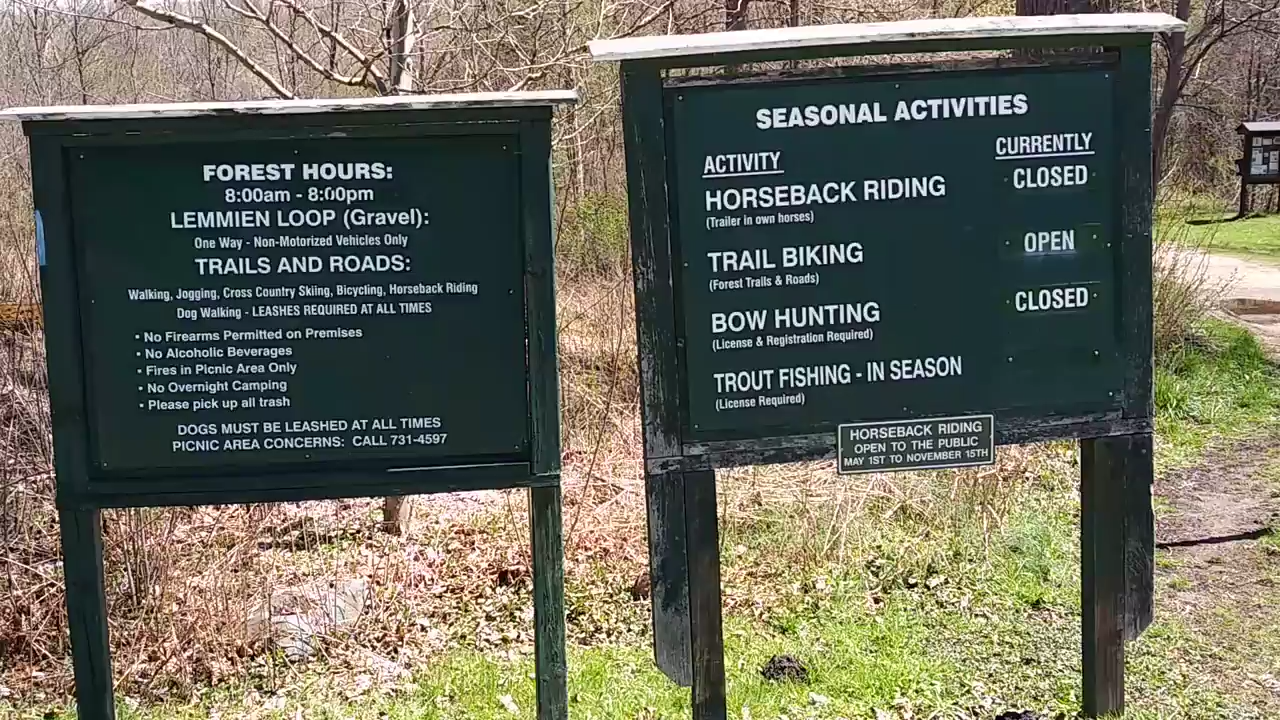 FOREST HOURS:
8:00am - 8:00pm
LEMMIEN LOOP (Gravel):
One Way - Non-Motorized Vehicles Only
TRAILS AND ROADS:
Walking, Jogging, Cross Country Skiing, Bicycling, Horseback Riding
Dog Walking - LEASHES REQUIRED AT ALL TIMES
• No Firearms Permitted on Premises
• No Alcoholic Beverages
• Fires in Picnic Area Only
• No Overnight Camping
• Please pick up all trash
DOGS MUST BE LEASHED AT ALL TIMES
PICNIC AREA CONCERNS: CALL 731-4597
SEASONAL ACTIVITIES
ACTIVITY CURRENTLY
HORSEBACK RIDING CLOSED
(Trailer in own horses)
TRAIL BIKING OPEN
(Forest Trails & Roads)
BOW HUNTING CLOSED
(License & Registration Required)
TROUT FISHING - IN SEASON
(License Required)
HORSEBACK RIDING
OPEN TO THE PUBLIC
MAY 1ST TO NOVEMBER 15TH